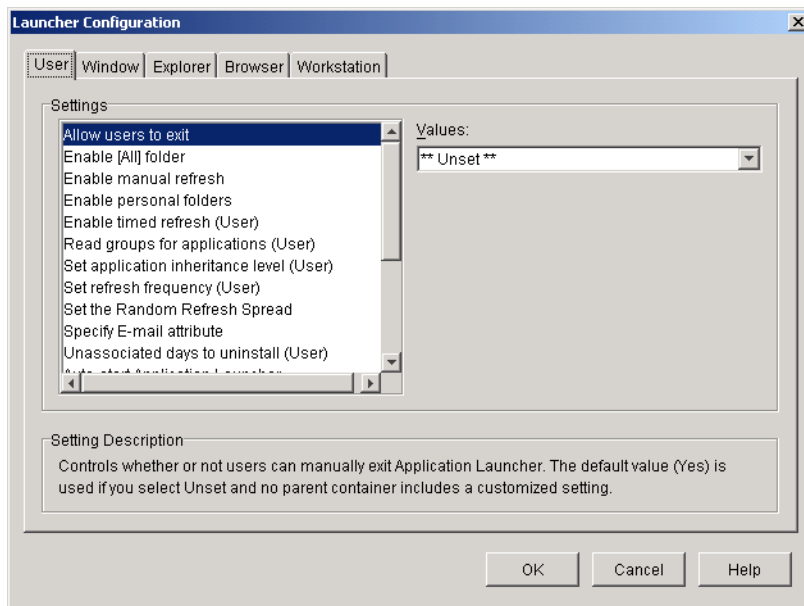 Launcher Configuration
User Window Explorer Browser Workstation
Settings
Allow users to exit
Enable [All] folder
Enable manual refresh
Enable personal folders
Enable timed refresh (User)
Read groups for applications (User)
Set application inheritance level (User)
Set refresh frequency (User)
Set the Random Refresh Spread
Specify E-mail attribute
Unassociated days to uninstall (User)
Auto-start Application Launcher
Values:
** Unset **
Setting Description
Controls whether or not users can manually exit Application Launcher. The default value (Yes) is
used if you select Unset and no parent container includes a customized setting.
OK Cancel Help